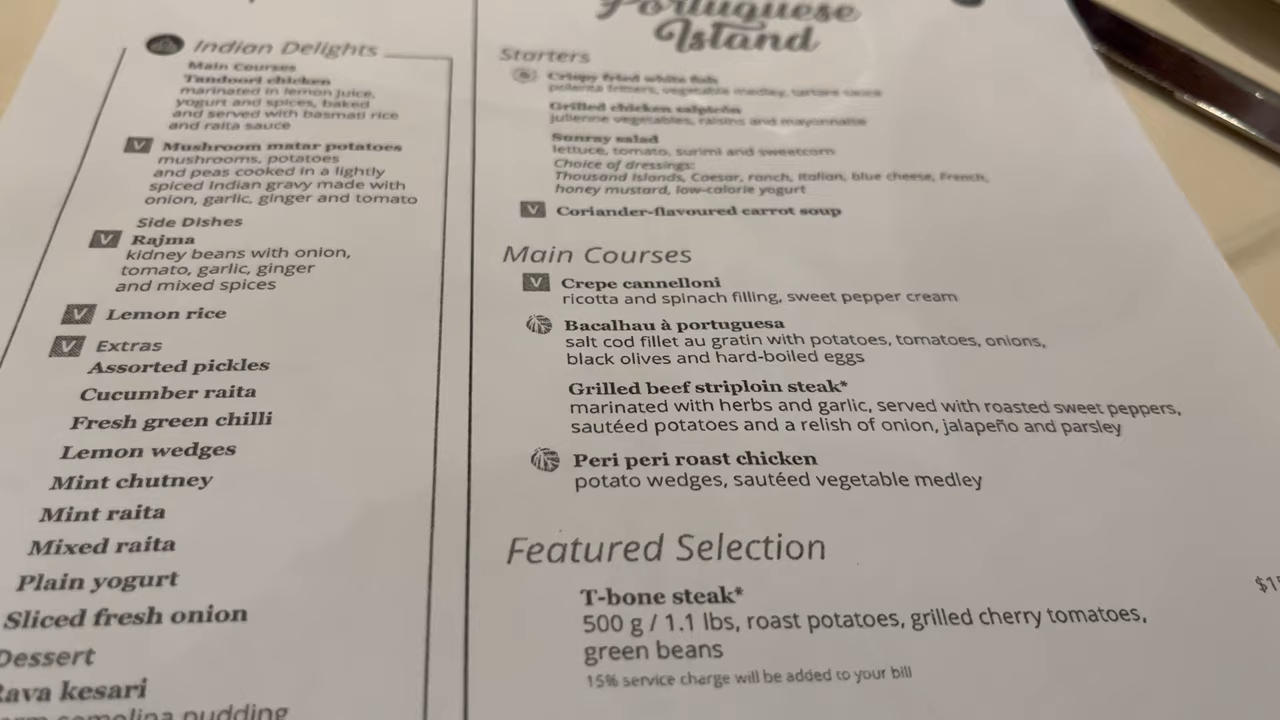 Indian Delights
Main Courses
Tandoori chicken
marinated in lemon juice,
yogurt and spices, baked
and served with basmati rice
and raita sauce
V Mushroom matar potatoes
mushrooms, potatoes
and peas cooked in a lightly
spiced Indian gravy made with
onion, garlic, ginger and tomato
Side Dishes
V Rajma
kidney beans with onion,
tomato, garlic, ginger
and mixed spices
V Lemon rice
V Extras
Assorted pickles
Cucumber raita
Fresh green chilli
Lemon wedges
Mint chutney
Mint raita
Mixed raita
Plain yogurt
Sliced fresh onion
Dessert
Rava kesari
semolina pudding
Portuguese
Island
Starters
Crispy fried white fish
polenta fritters, vegetable medley, tartare sauce
Grilled chicken salpicón
julienne vegetables, raisins and mayonnaise
Sunray salad
lettuce, tomato, surimi and sweetcorn
Choice of dressings:
Thousand Islands, Caesar, ranch, Italian, blue cheese, French,
honey mustard, low-calorie yogurt
V Coriander-flavoured carrot soup
Main Courses
V Crepe cannelloni
ricotta and spinach filling, sweet pepper cream
Bacalhau à portuguesa
salt cod fillet au gratin with potatoes, tomatoes, onions,
black olives and hard-boiled eggs
Grilled beef striploin steak*
marinated with herbs and garlic, served with roasted sweet peppers,
sautéed potatoes and a relish of onion, jalapeño and parsley
Peri peri roast chicken
potato wedges, sautéed vegetable medley
Featured Selection
T-bone steak*
500 g / 1.1 lbs, roast potatoes, grilled cherry tomatoes,
green beans
15% service charge will be added to your bill